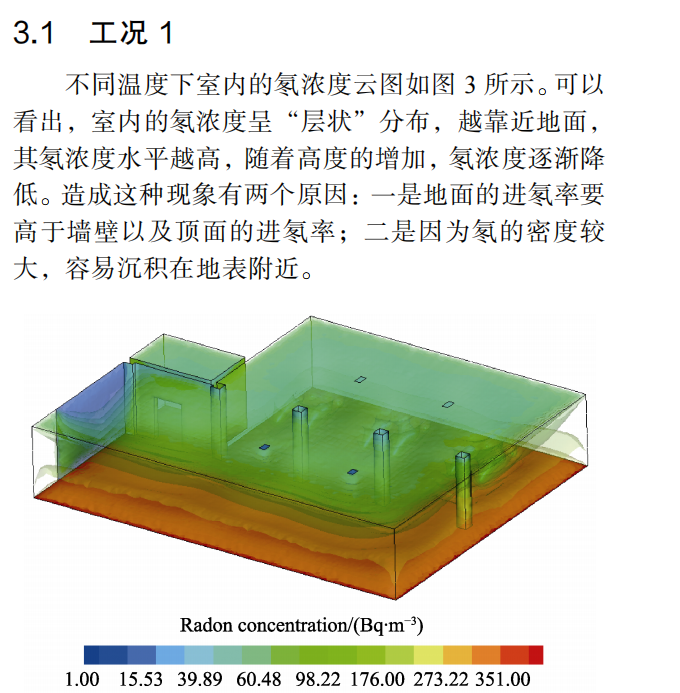 3.1 工况 1
不同温度下室内的氡浓度云图如图 3 所示。可以
看出，室内的氡浓度呈“层状”分布，越靠近地面，
其氡浓度水平越高，随着高度的增加，氡浓度逐渐降
低。造成这种现象有两个原因：一是地面的进氡率要
高于墙壁以及顶面的进氡率；二是因为氡的密度较
大，容易沉积在地表附近。
Radon concentration/(Bq·m⁻³)
1.00 15.53 39.89 60.48 98.22 176.00 273.22 351.00